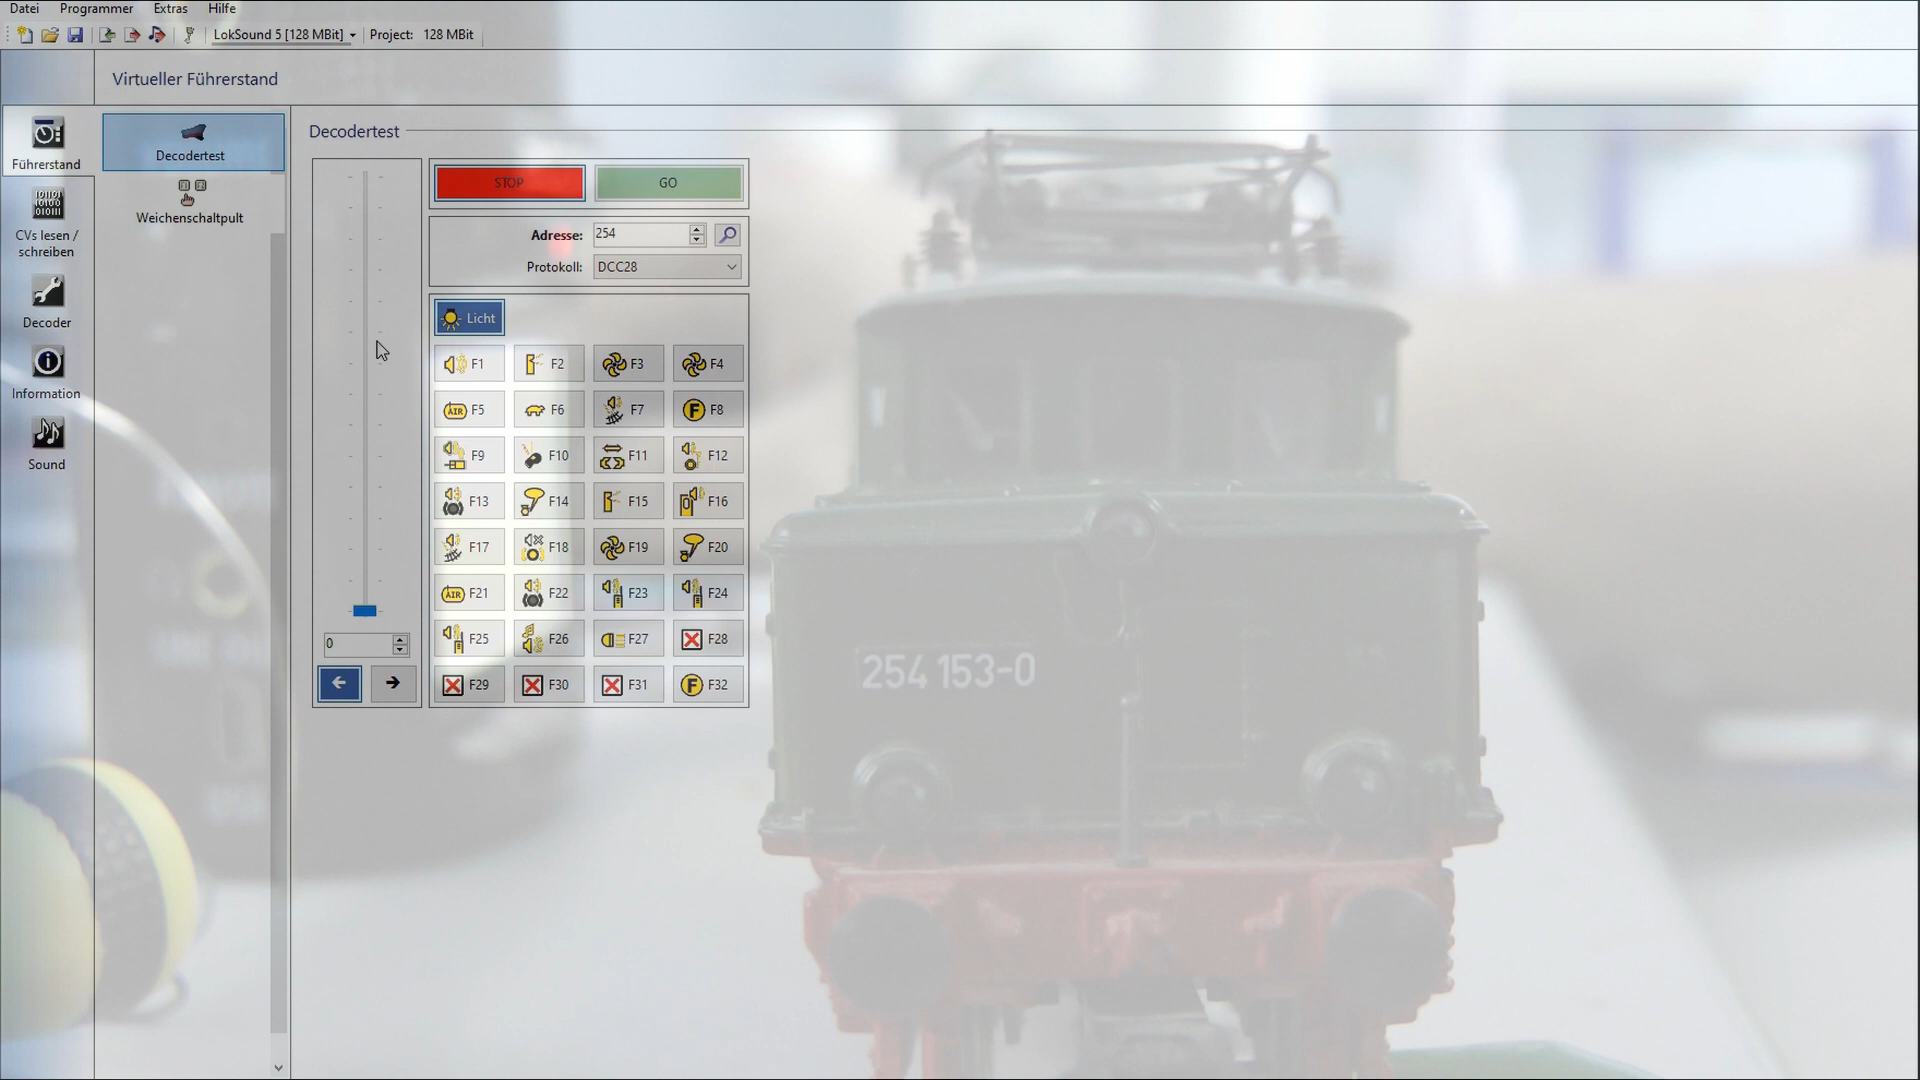 Datei Programmer Extras Hilfe
LokSound 5 [128 MBit] Project: 128 MBit
Virtueller Führerstand
Führerstand
CVs lesen /
schreiben
Decoder
Information
Sound
Decodertest
Weichenschaltpult
Decodertest
STOP GO
Adresse: 254
Protokoll: DCC28
Licht
F1 F2 F3 F4
AIR F5 F6 F7 F F8
F9 F10 F11 F12
F13 F14 F15 F16
F17 F18 F19 F20
AIR F21 F22 F23 F24
F25 F26 F27 F28
F29 F30 F31 F F32
0
254 153-0